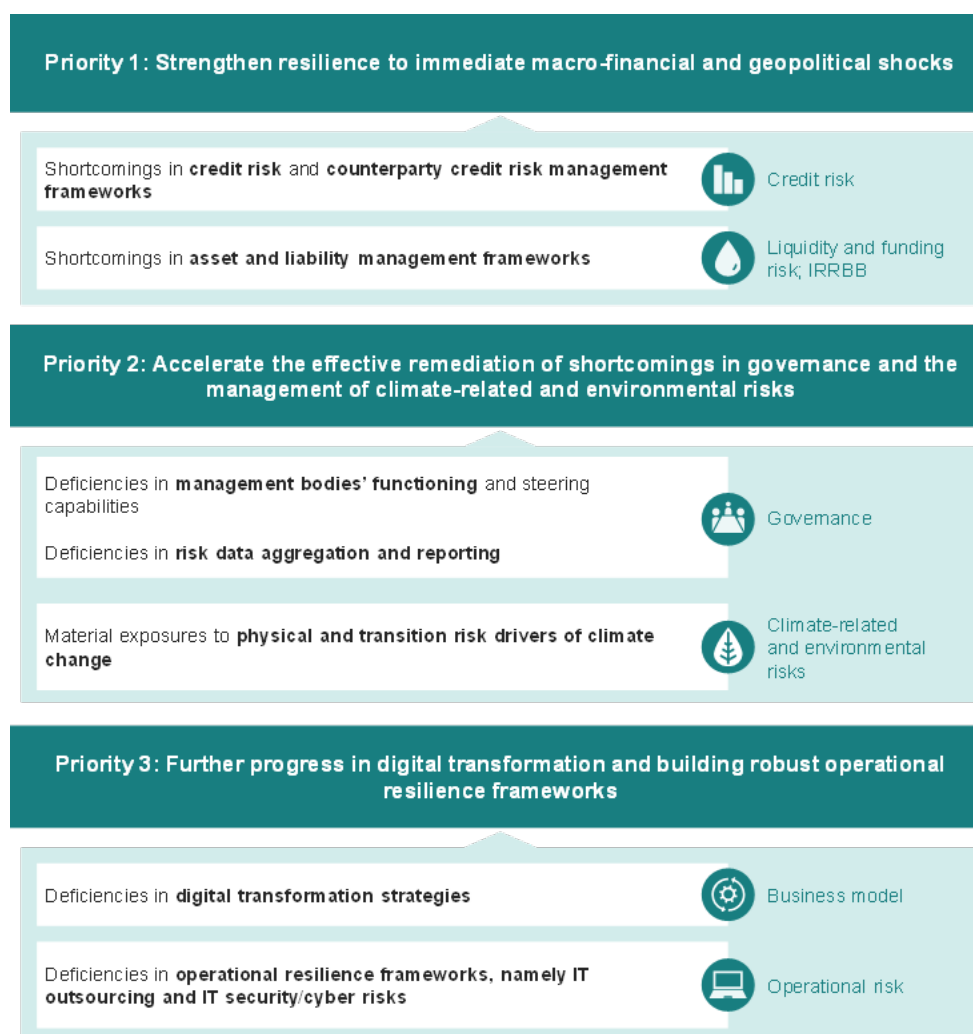 Priority 1: Strengthen resilience to immediate macro-financial and geopolitical shocks
Shortcomings in credit risk and counterparty credit risk management
frameworks
Credit risk
Shortcomings in asset and liability management frameworks
Liquidity and funding
risk; IRRBB
Priority 2: Accelerate the effective remediation of shortcomings in governance and the
management of climate-related and environmental risks
Deficiencies in management bodies’ functioning and steering
capabilities
Deficiencies in risk data aggregation and reporting
Governance
Material exposures to physical and transition risk drivers of climate
change
Climate-related
and environmental
risks
Priority 3: Further progress in digital transformation and building robust operational
resilience frameworks
Deficiencies in digital transformation strategies
Business model
Deficiencies in operational resilience frameworks, namely IT
outsourcing and IT security/cyber risks
Operational risk